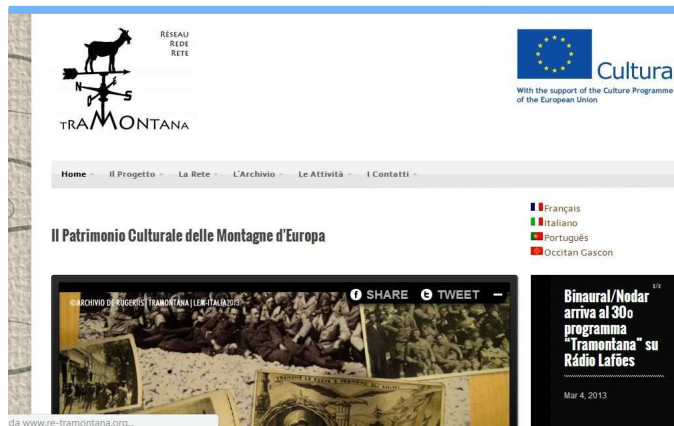 RÉSEAU
REDE
RETE
N
S
TRAMONTANA
Cultura
With the support of the Culture Programme
of the European Union
Home
Il Progetto
La Rete
L'Archivio
Le Attività
I Contatti
Français
Italiano
Português
Occitan Gascon
Il Patrimonio Culturale delle Montagne d'Europa
©ARCHIVIO DE RUGERIIS | TRAMONTANA | LEM-ITALIA2013
SHARE
TWEET
1/1
Binaural/Nodar
arriva al 30o
programma
"Tramontana" su
Rádio Lafões
Mar 4, 2013
da www.re-tramontana.org...